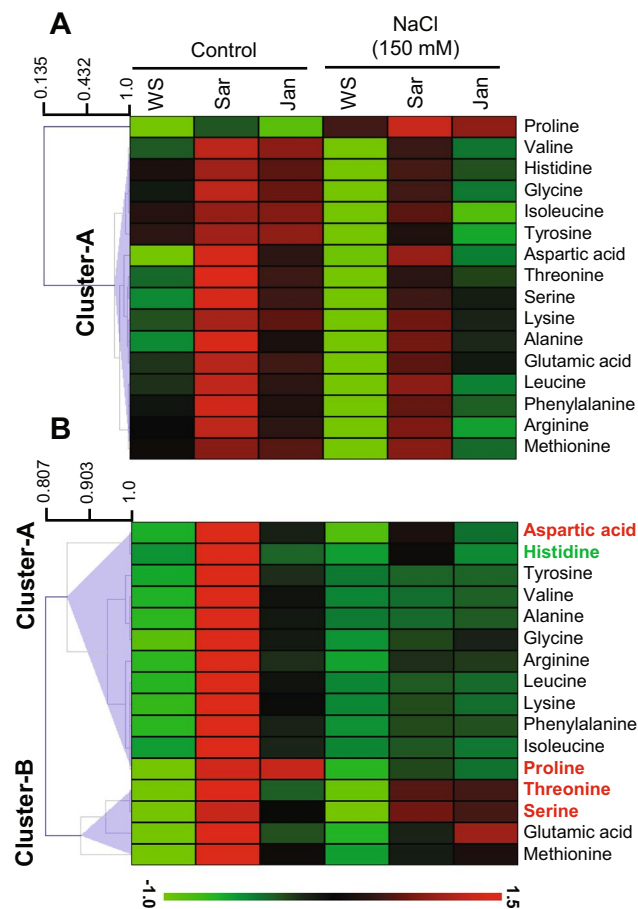 A
Control
NaCl
(150 mM)
0.135
0.432
1.0
WS
Sar
Jan
WS
Sar
Jan
Cluster-A
Proline
Valine
Histidine
Glycine
Isoleucine
Tyrosine
Aspartic acid
Threonine
Serine
Lysine
Alanine
Glutamic acid
Leucine
Phenylalanine
Arginine
Methionine
B
0.807
0.903
1.0
Cluster-A
Cluster-B
Aspartic acid
Histidine
Tyrosine
Valine
Alanine
Glycine
Arginine
Leucine
Lysine
Phenylalanine
Isoleucine
Proline
Threonine
Serine
Glutamic acid
Methionine
-1.0
1.5